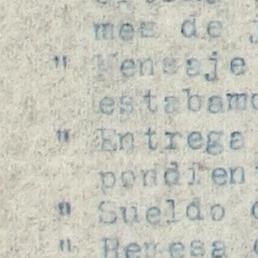 mes de
" Mensaje
estabamo
" Entrega
pondien
" Sueldo
" Remesa